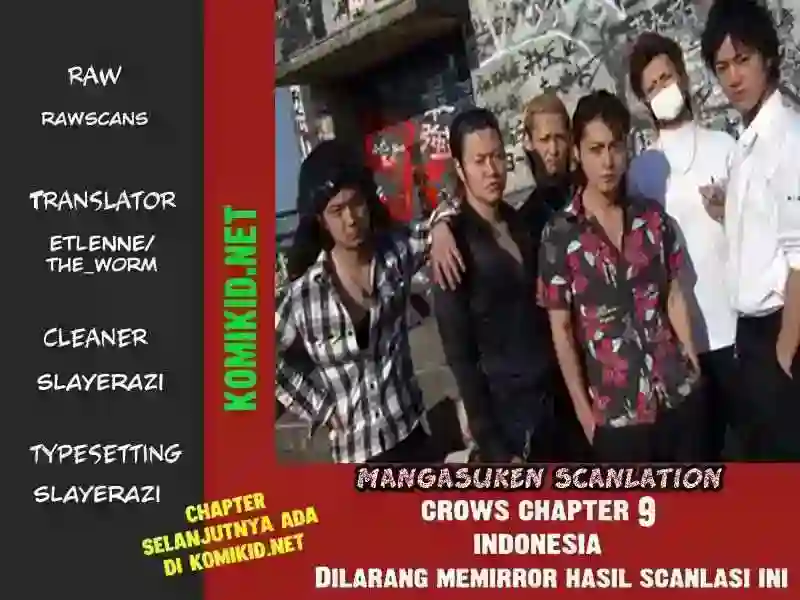 RAW
RAWSCANS
TRANSLATOR
ETLENNE/
THE_WORM
CLEANER
SLAYERAZI
TYPESETTING
SLAYERAZI
KOMIKID.NET
CHAPTER
SELANJUTNYA ADA
DI KOMIKID.NET
MANGASUKEN SCANLATION
CROWS CHAPTER 9
INDONESIA
DILARANG MEMIRROR HASIL SCANLASI INI